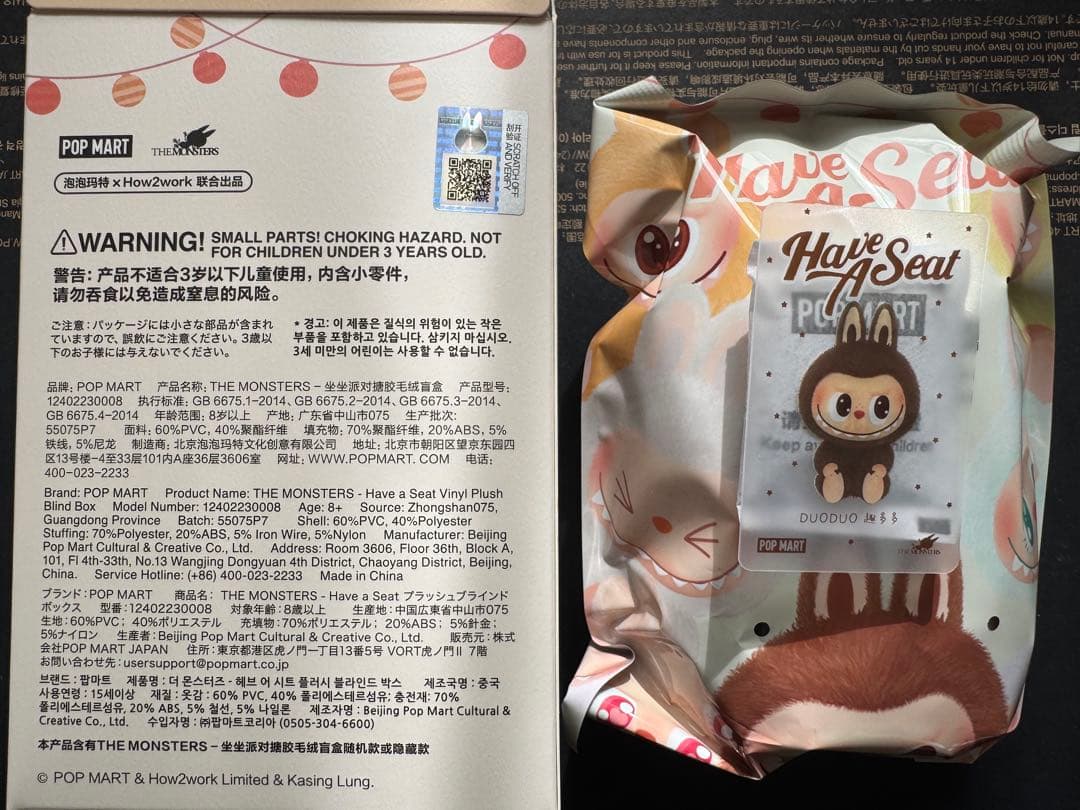 POP MART
THE MONSTERS
泡泡玛特 × How2work 联合出品
刮开验证
SCRATCH OFF AND VERIFY
WARNING! SMALL PARTS! CHOKING HAZARD. NOT
FOR CHILDREN UNDER 3 YEARS OLD.
警告: 产品不适合3岁以下儿童使用，内含小零件，
请勿吞食以免造成窒息的风险。
ご注意：パッケージには小さな部品が含まれ
ていますので、誤飲にご注意ください。3歳以
下のお子様には与えないでください。
* 경고: 이 제품은 질식의 위험이 있는 작은
부품을 포함하고 있습니다. 삼키지 마십시오.
3세 미만의 어린이는 사용할 수 없습니다.
品牌: POP MART 产品名称: THE MONSTERS – 坐坐派对搪胶毛绒盲盒 产品型号:
12402230008 执行标准: GB 6675.1-2014、GB 6675.2-2014、GB 6675.3-2014、
GB 6675.4-2014 年龄范围: 8岁以上 产地: 广东省中山市075 生产批次:
55075P7 面料: 60%PVC, 40%聚酯纤维 填充物: 70%聚酯纤维, 20%ABS, 5%
铁线, 5%尼龙 制造商: 北京泡泡玛特文化创意有限公司 地址: 北京市朝阳区望京东园四
区13号楼-4至33层101内A座36层3606室 网址: WWW.POPMART. COM 电话:
400-023-2233
Brand: POP MART Product Name: THE MONSTERS - Have a Seat Vinyl Plush
Blind Box Model Number: 12402230008 Age: 8+ Source: Zhongshan075,
Guangdong Province Batch: 55075P7 Shell: 60%PVC, 40%Polyester
Stuffing: 70%Polyester, 20%ABS, 5% Iron Wire, 5%Nylon Manufacturer: Beijing
Pop Mart Cultural & Creative Co., Ltd. Address: Room 3606, Floor 36th, Block A,
101, Fl 4th-33th, No.13 Wangjing Dongyuan 4th District, Chaoyang District, Beijing,
China. Service Hotline: (+86) 400-023-2233 Made in China
ブランド : POP MART 商品名： THE MONSTERS - Have a Seat プラッシュブラインド
ボックス 型番 : 12402230008 対象年齢 : 8歳以上 生産地 : 中国広東省中山市075
生地 : 60%PVC； 40%ポリエステル 充填物 : 70%ポリエステル； 20%ABS； 5%針金；
5%ナイロン 生産者 : Beijing Pop Mart Cultural & Creative Co., Ltd. 販売元 : 株式
会社POP MART JAPAN 住所 : 東京都港区虎ノ門一丁目13番5号 VORT虎ノ門Ⅱ 7階
お問い合わせ先 : usersupport@popmart.co.jp
브랜드 : 팝마트 제품명 : 더 몬스터즈 - 헤브 어 시트 플러시 블라인드 박스 제조국명 : 중국
사용연령 : 15세이상 재질 : 옷감 : 60% PVC, 40% 폴리에스테르섬유; 충전재: 70%
폴리에스테르섬유, 20% ABS, 5% 철선, 5% 나일론 제조자명 : Beijing Pop Mart Cultural &
Creative Co., Ltd. 수입자명 : ㈜팝마트코리아 (0505-304-6600)
本产品含有THE MONSTERS – 坐坐派对搪胶毛绒盲盒随机款或隐藏款
© POP MART & How2work Limited & Kasing Lung.
Have
A Seat
Have
A Seat
POP MART
Keep away children
DUODUO
POP MART
THE MONSTERS